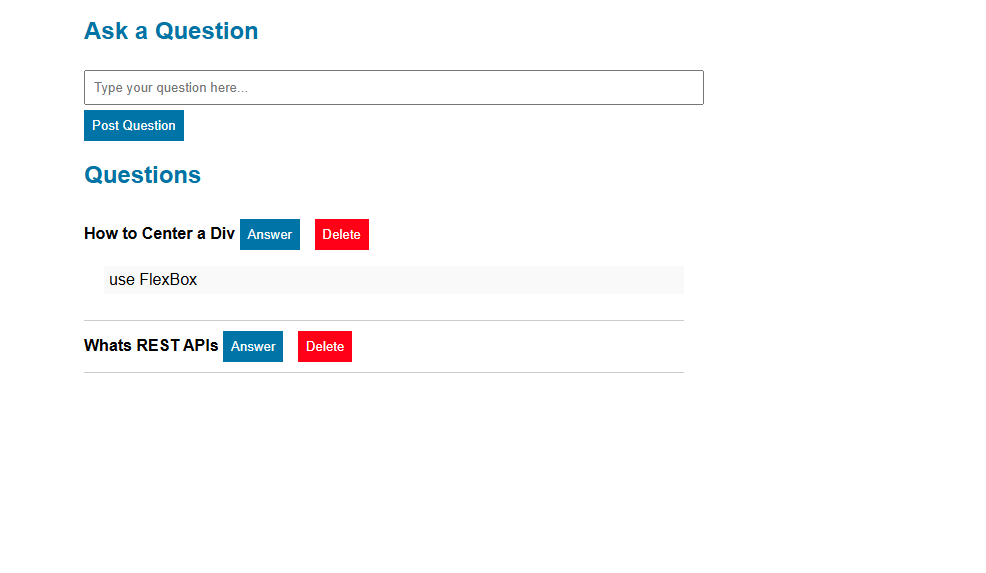 Ask a Question
Type your question here...
Post Question
Questions
How to Center a Div Answer Delete
use FlexBox
Whats REST APIs Answer Delete